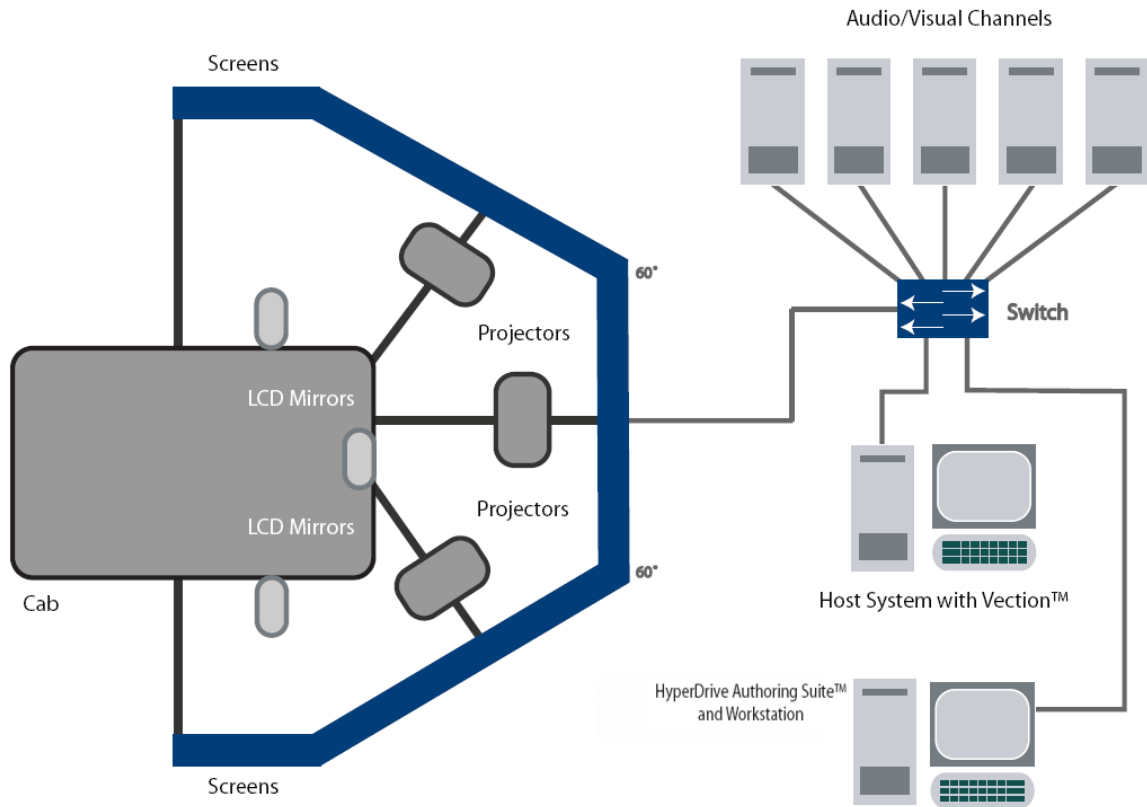 Audio/Visual Channels
Screens
60°
Switch
Projectors
LCD Mirrors
Projectors
LCD Mirrors
60°
Cab
Host System with Vection™
HyperDrive Authoring Suite™
and Workstation
Screens